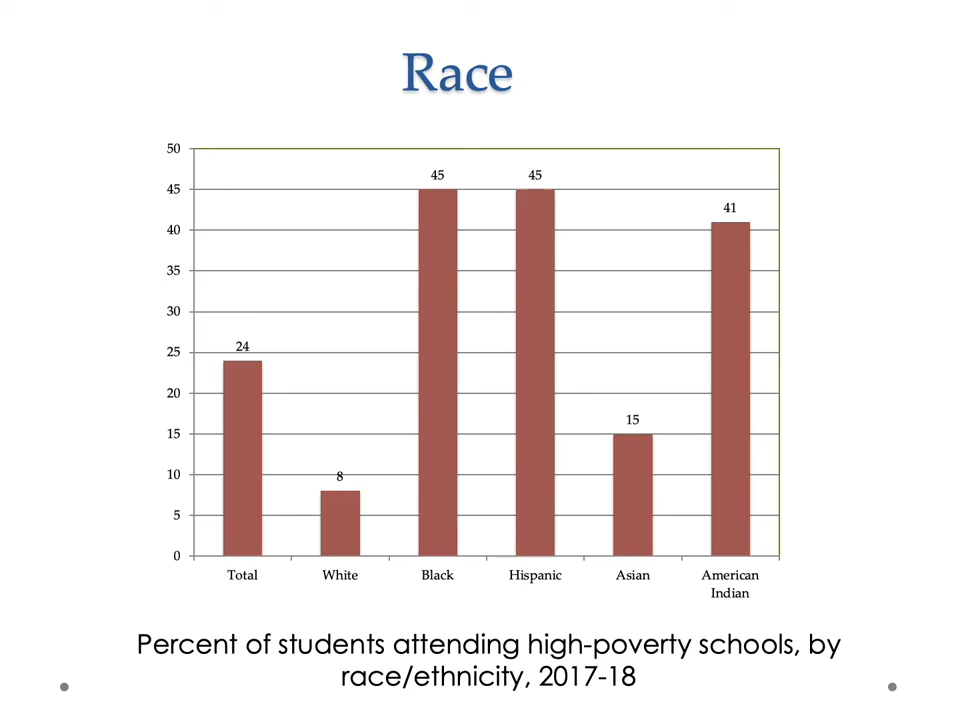 Race
50
45
40
35
30
25
20
15
10
5
0
24
8
45
45
15
41
Total
White
Black
Hispanic
Asian
American
Indian
Percent of students attending high-poverty schools, by
race/ethnicity, 2017-18